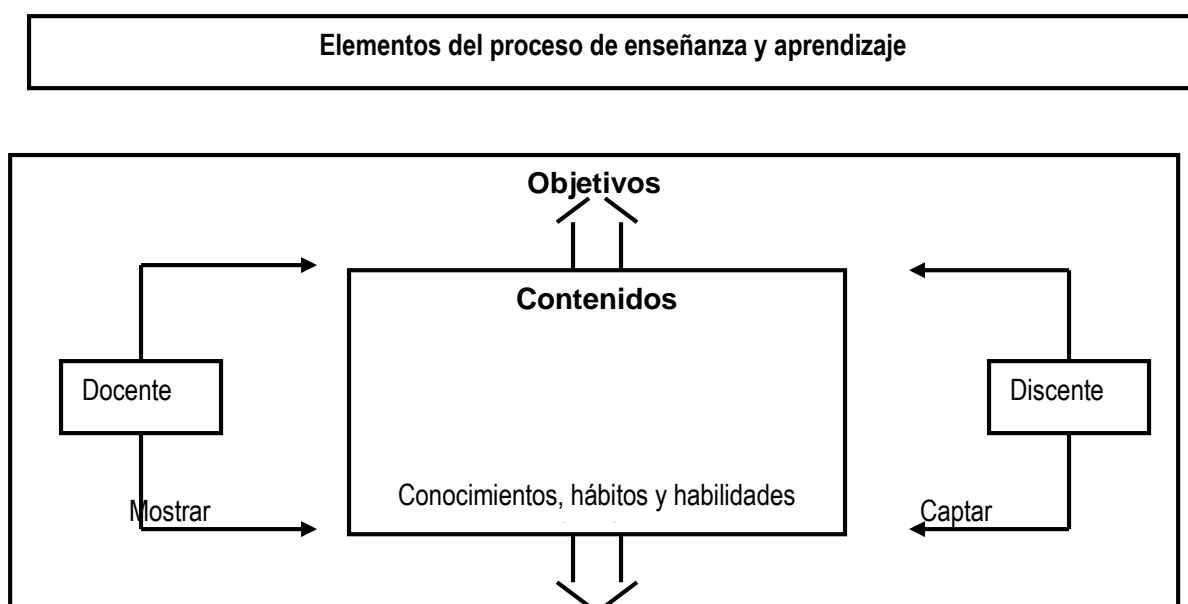 Elementos del proceso de enseñanza y aprendizaje
Objetivos
Contenidos
Docente
Discente
Conocimientos, hábitos y habilidades
Mostrar
Captar